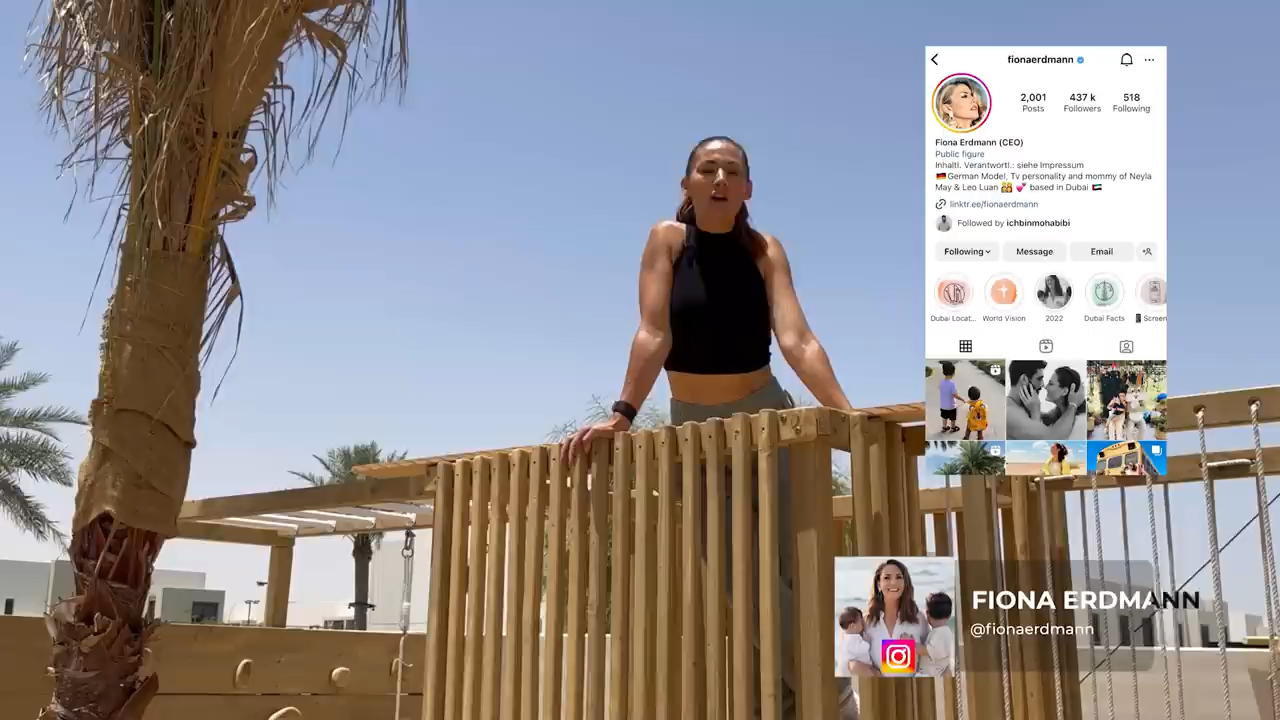 fionaerdmann
2,001
437 k
518
Posts
Followers
Following
Fiona Erdmann (CEO)
Public figure
Inhaltl. Verantwortl.: siehe Impressum
German Model, Tv personality and mommy of Neyla
May & Leo Luan based in Dubai
linktr.ee/fionaerdmann
Followed by ichbinmohabibi
Following
Message
Email
Dubai Locat...
World Vision
2022
Dubai Facts
Screen
FIONA ERDMANN
@fionaerdmann